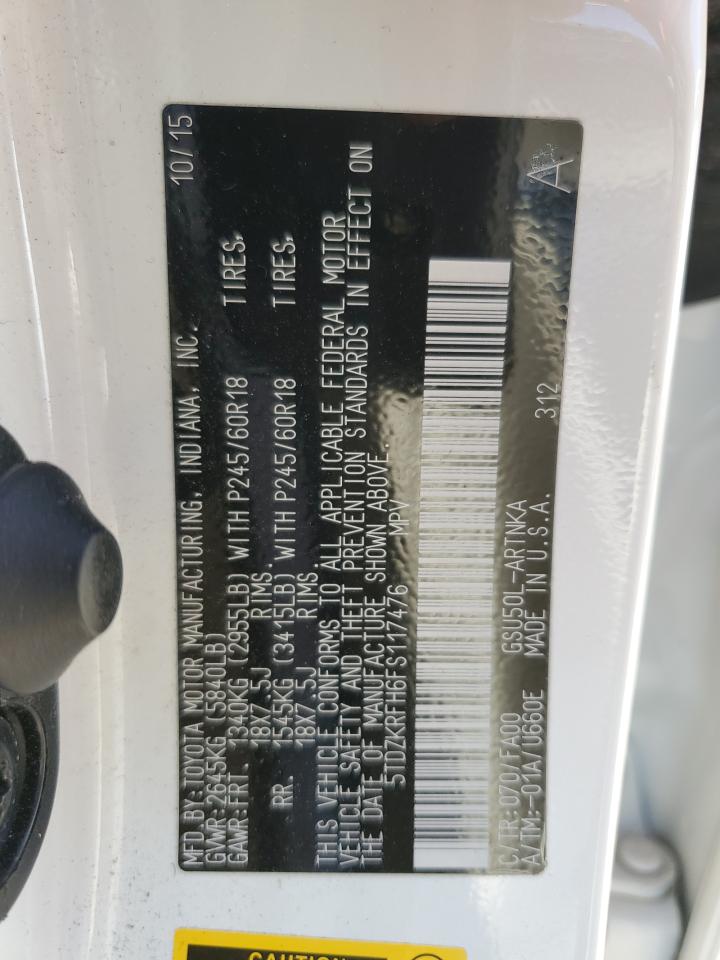 MFD BY:TOYOTA MOTOR MANUFACTURING, INDIANA, INC. 10/15
GVWR:2645KG (5840LB)
GAWR:FRT. 1340KG (2955LB) WITH P245/60R18 TIRES,
18X7.5J RIMS.
RR. 1545KG (3415LB) WITH P245/60R18 TIRES,
18X7.5J RIMS.
THIS VEHICLE CONFORMS TO ALL APPLICABLE FEDERAL MOTOR
VEHICLE SAFETY AND THEFT PREVENTION STANDARDS IN EFFECT ON
THE DATE OF MANUFACTURE SHOWN ABOVE.
5TDZKRFH6FS117476 MPV
C/TR:070/FA00 GSU50L-ARTNKA 312
A/TM:-01A/U660E MADE IN U.S.A. A
CAUTION